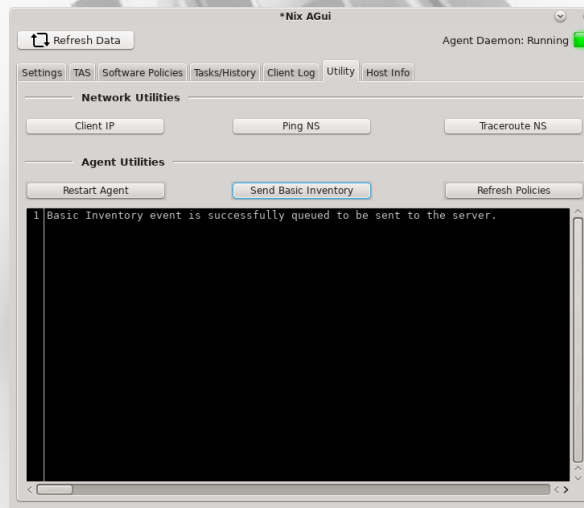 *Nix AGui
Refresh Data
Agent Daemon: Running
Settings TAS Software Policies Tasks/History Client Log Utility Host Info
Network Utilities
Client IP Ping NS Traceroute NS
Agent Utilities
Restart Agent Send Basic Inventory Refresh Policies
1 Basic Inventory event is successfully queued to be sent to the server.